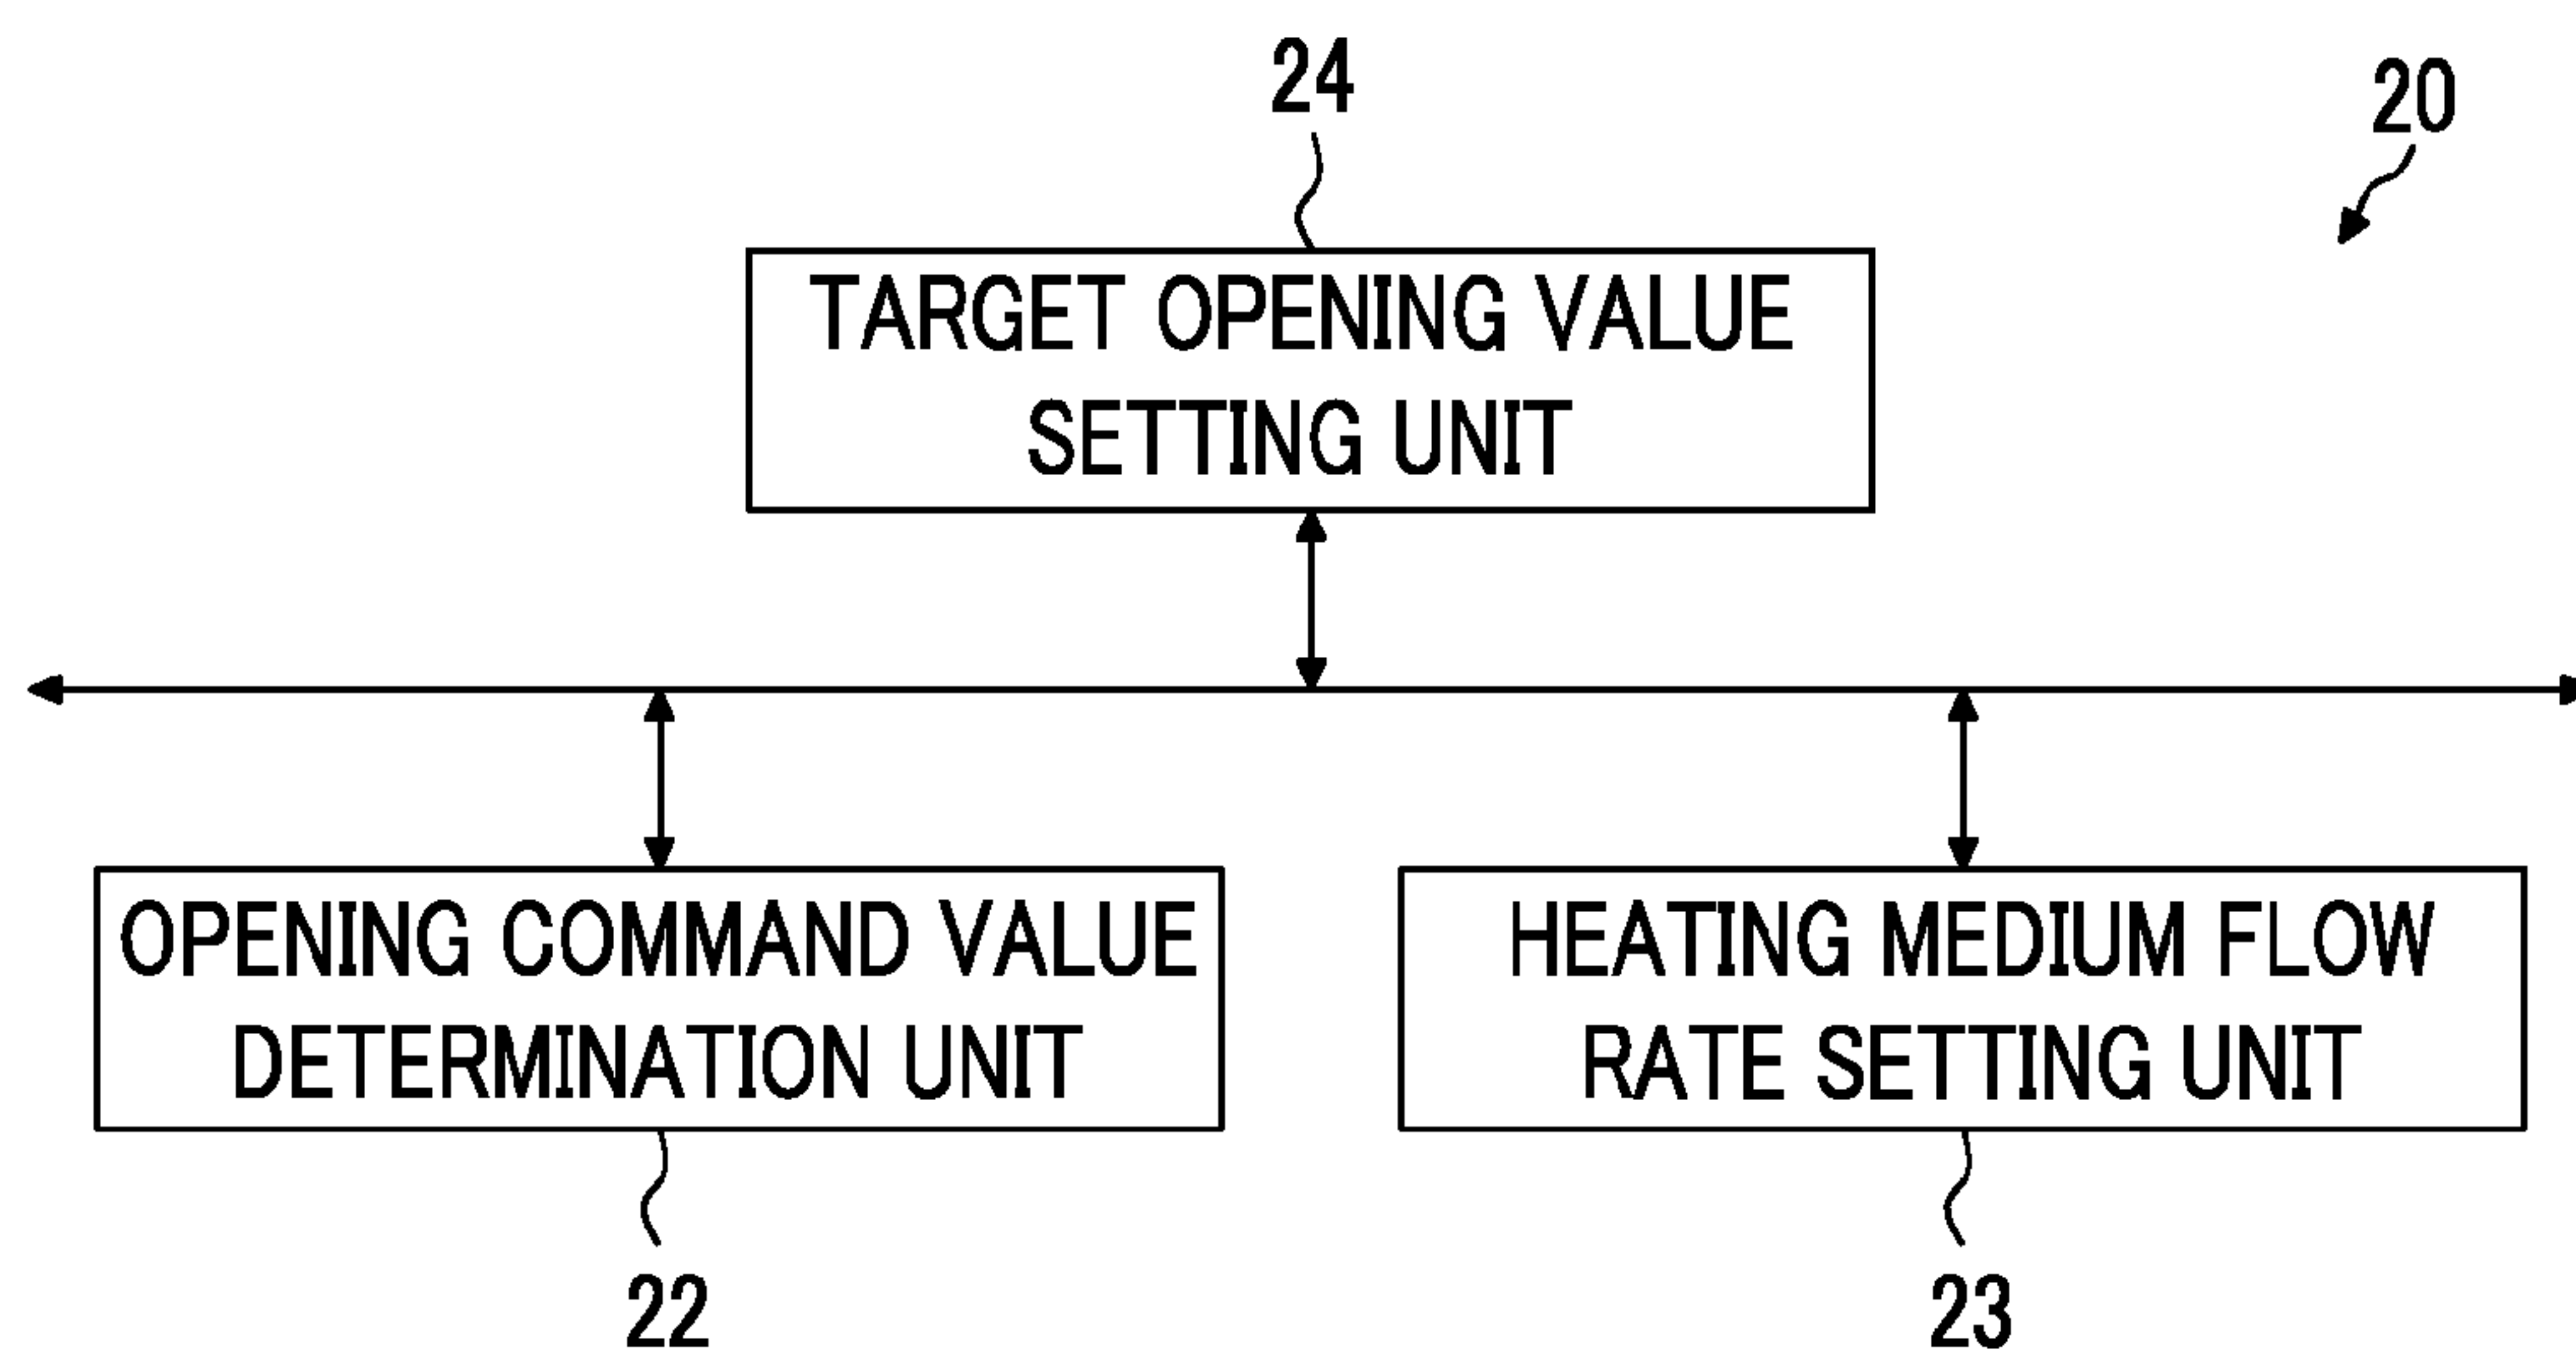 24
20
TARGET OPENING VALUE
SETTING UNIT
OPENING COMMAND VALUE
DETERMINATION UNIT
HEATING MEDIUM FLOW
RATE SETTING UNIT
22
23